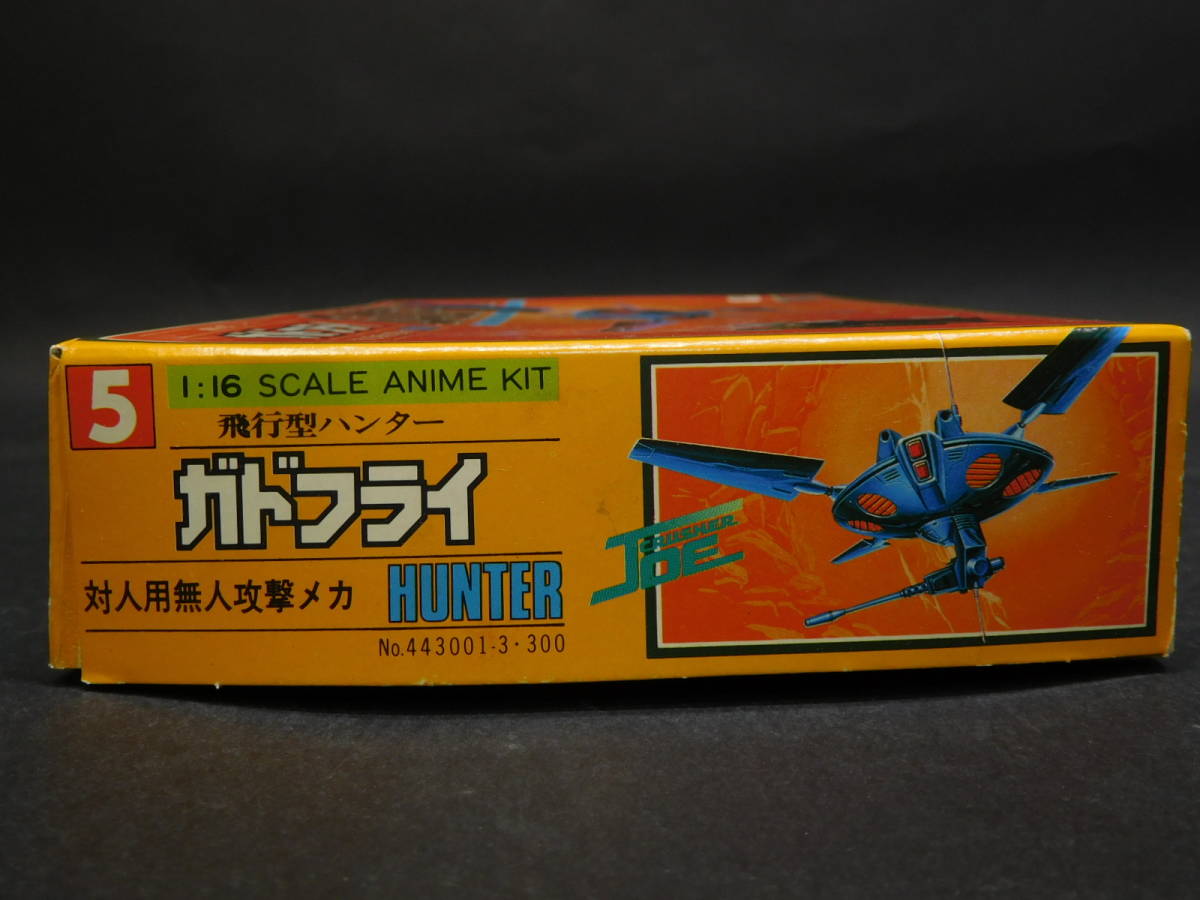 5
1:16 SCALE ANIME KIT
飛行型ハンター
ガドフライ
対人用無人攻撃メカ
HUNTER
No.443001-3・300
CRUSHER
JOE